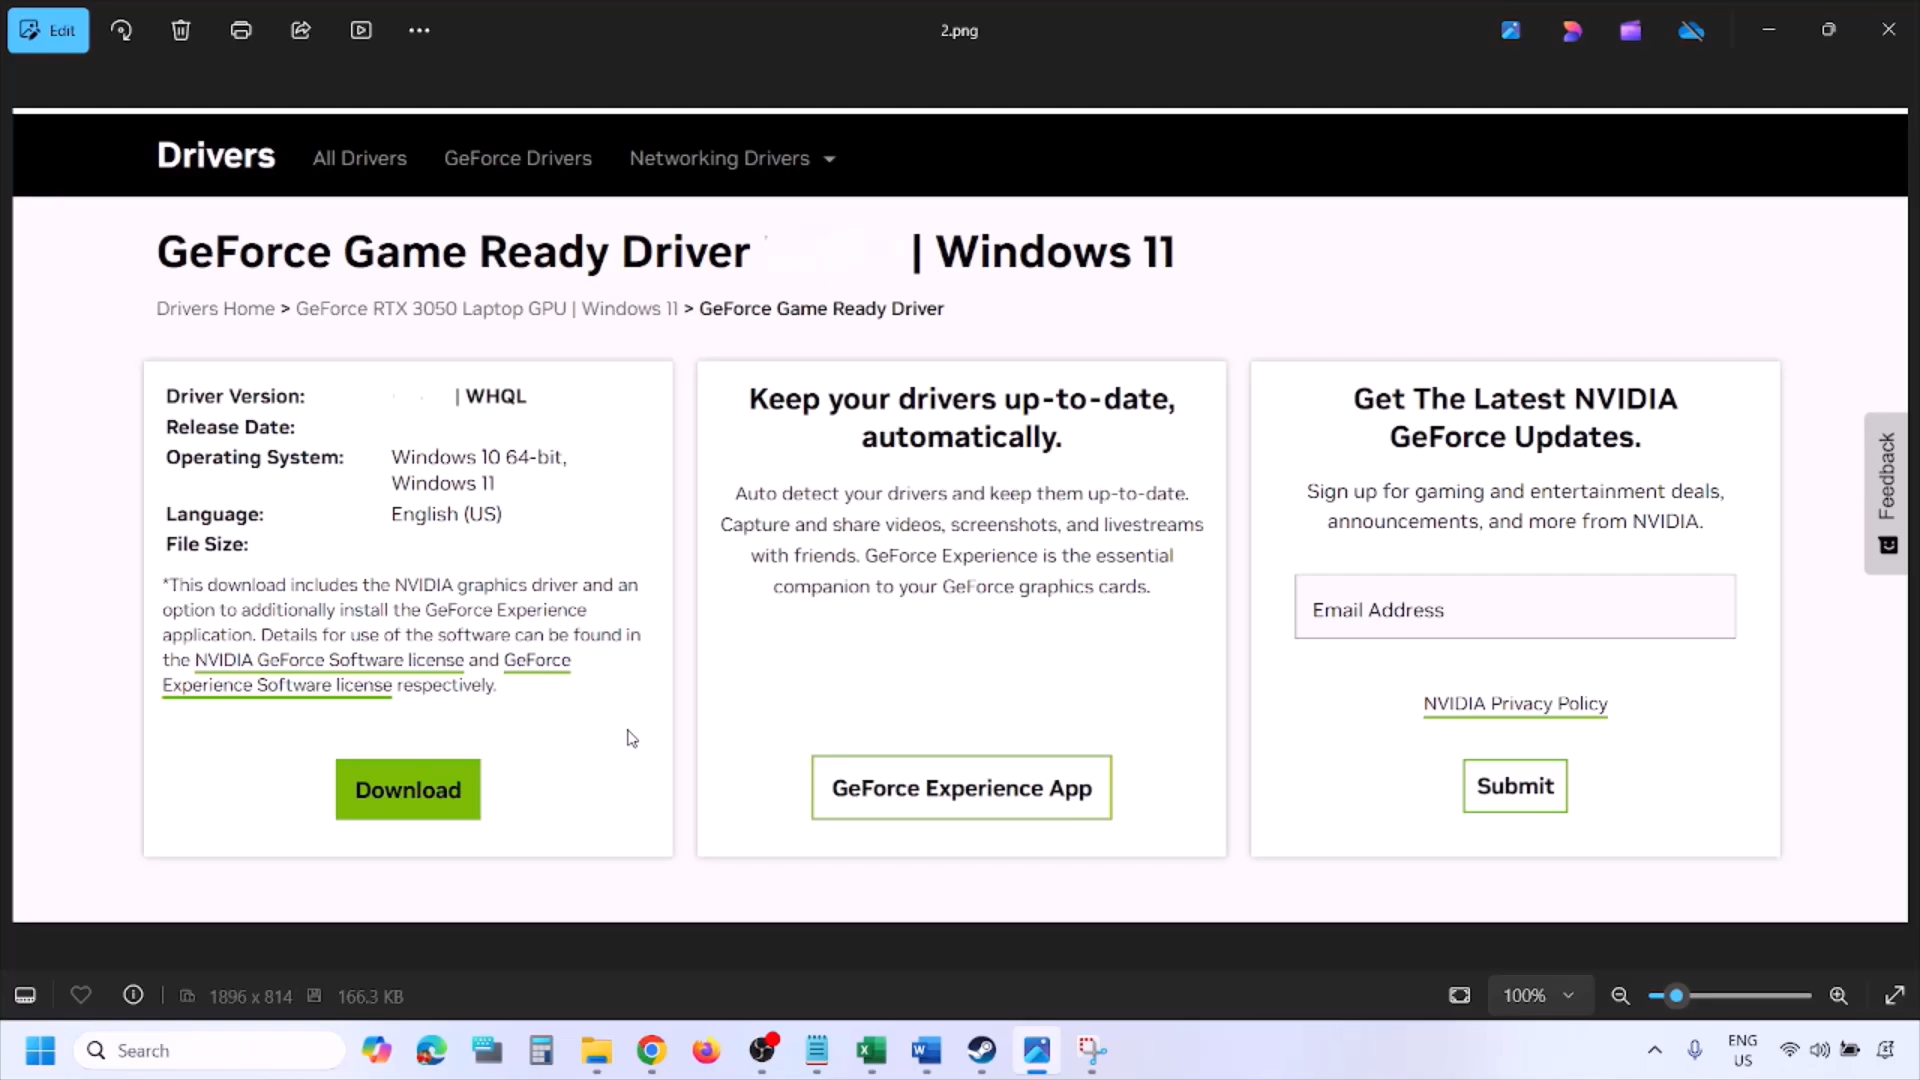 Edit
2.png
Drivers
All Drivers
GeForce Drivers
Networking Drivers
GeForce Game Ready Driver | Windows 11
Drivers Home > GeForce RTX 3050 Laptop GPU | Windows 11 > GeForce Game Ready Driver
Driver Version: | WHQL
Release Date:
Operating System: Windows 10 64-bit,
Windows 11
Language: English (US)
File Size:
*This download includes the NVIDIA graphics driver and an
option to additionally install the GeForce Experience
application. Details for use of the software can be found in
the NVIDIA GeForce Software license and GeForce
Experience Software license respectively.
Download
Keep your drivers up-to-date,
automatically.
Auto detect your drivers and keep them up-to-date.
Capture and share videos, screenshots, and livestreams
with friends. GeForce Experience is the essential
companion to your GeForce graphics cards.
GeForce Experience App
Get The Latest NVIDIA
GeForce Updates.
Sign up for gaming and entertainment deals,
announcements, and more from NVIDIA.
Email Address
NVIDIA Privacy Policy
Submit
Feedback
1896 x 814
166.3 KB
100%
Search
ENG
US